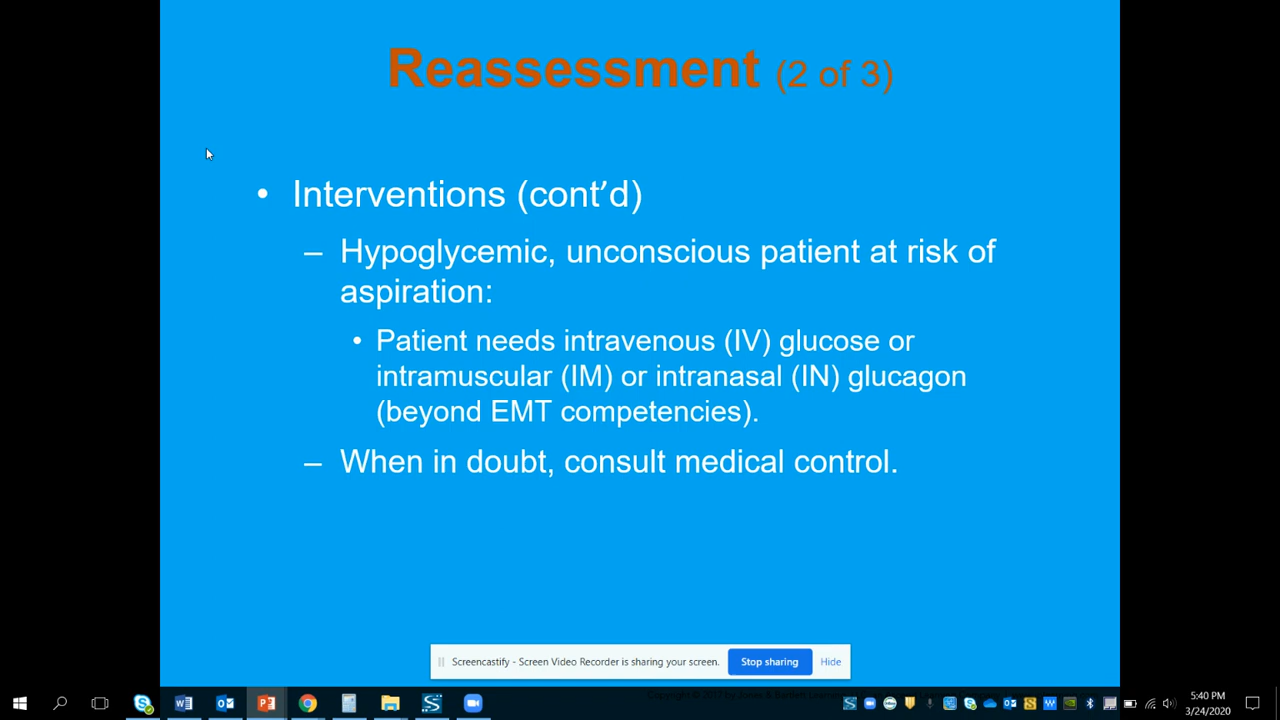 Reassessment (2 of 3)
• Interventions (cont’d)
– Hypoglycemic, unconscious patient at risk of
aspiration:
• Patient needs intravenous (IV) glucose or
intramuscular (IM) or intranasal (IN) glucagon
(beyond EMT competencies).
– When in doubt, consult medical control.
Screencastify - Screen Video Recorder is sharing your screen. Stop sharing Hide
5:40 PM
3/24/2020